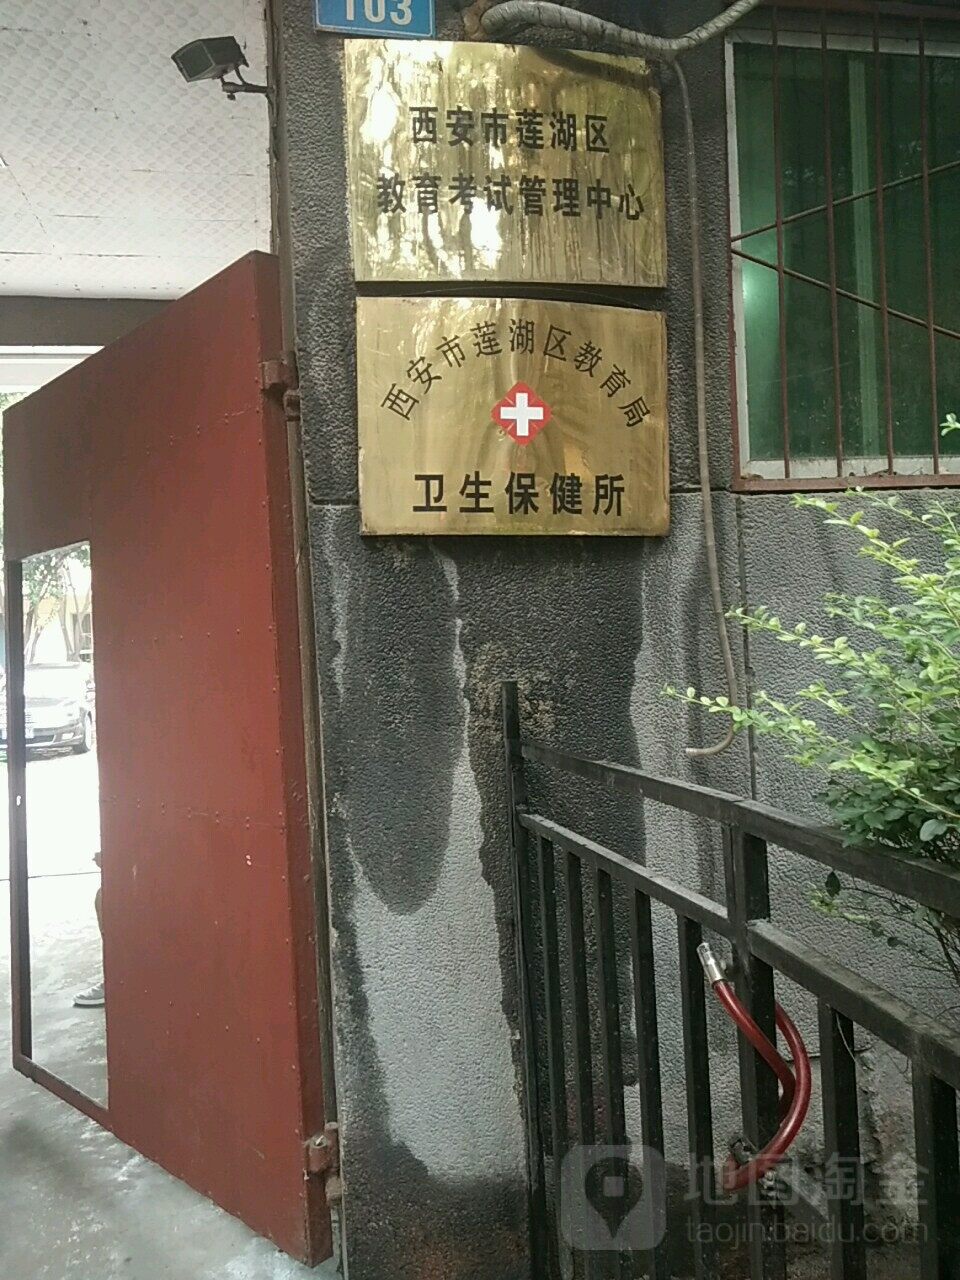 103
西安市莲湖区
教育考试管理中心
西安市莲湖区教育局
卫生保健所
地图淘金
taojin.baidu.com